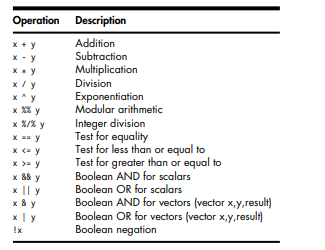 Operation Description
x + y Addition
x - y Subtraction
x * y Multiplication
x / y Division
x ^ y Exponentiation
x %% y Modular arithmetic
x %/% y Integer division
x == y Test for equality
x <= y Test for less than or equal to
x >= y Test for greater than or equal to
x && y Boolean AND for scalars
x || y Boolean OR for scalars
x & y Boolean AND for vectors (vector x,y,result)
x | y Boolean OR for vectors (vector x,y,result)
!x Boolean negation